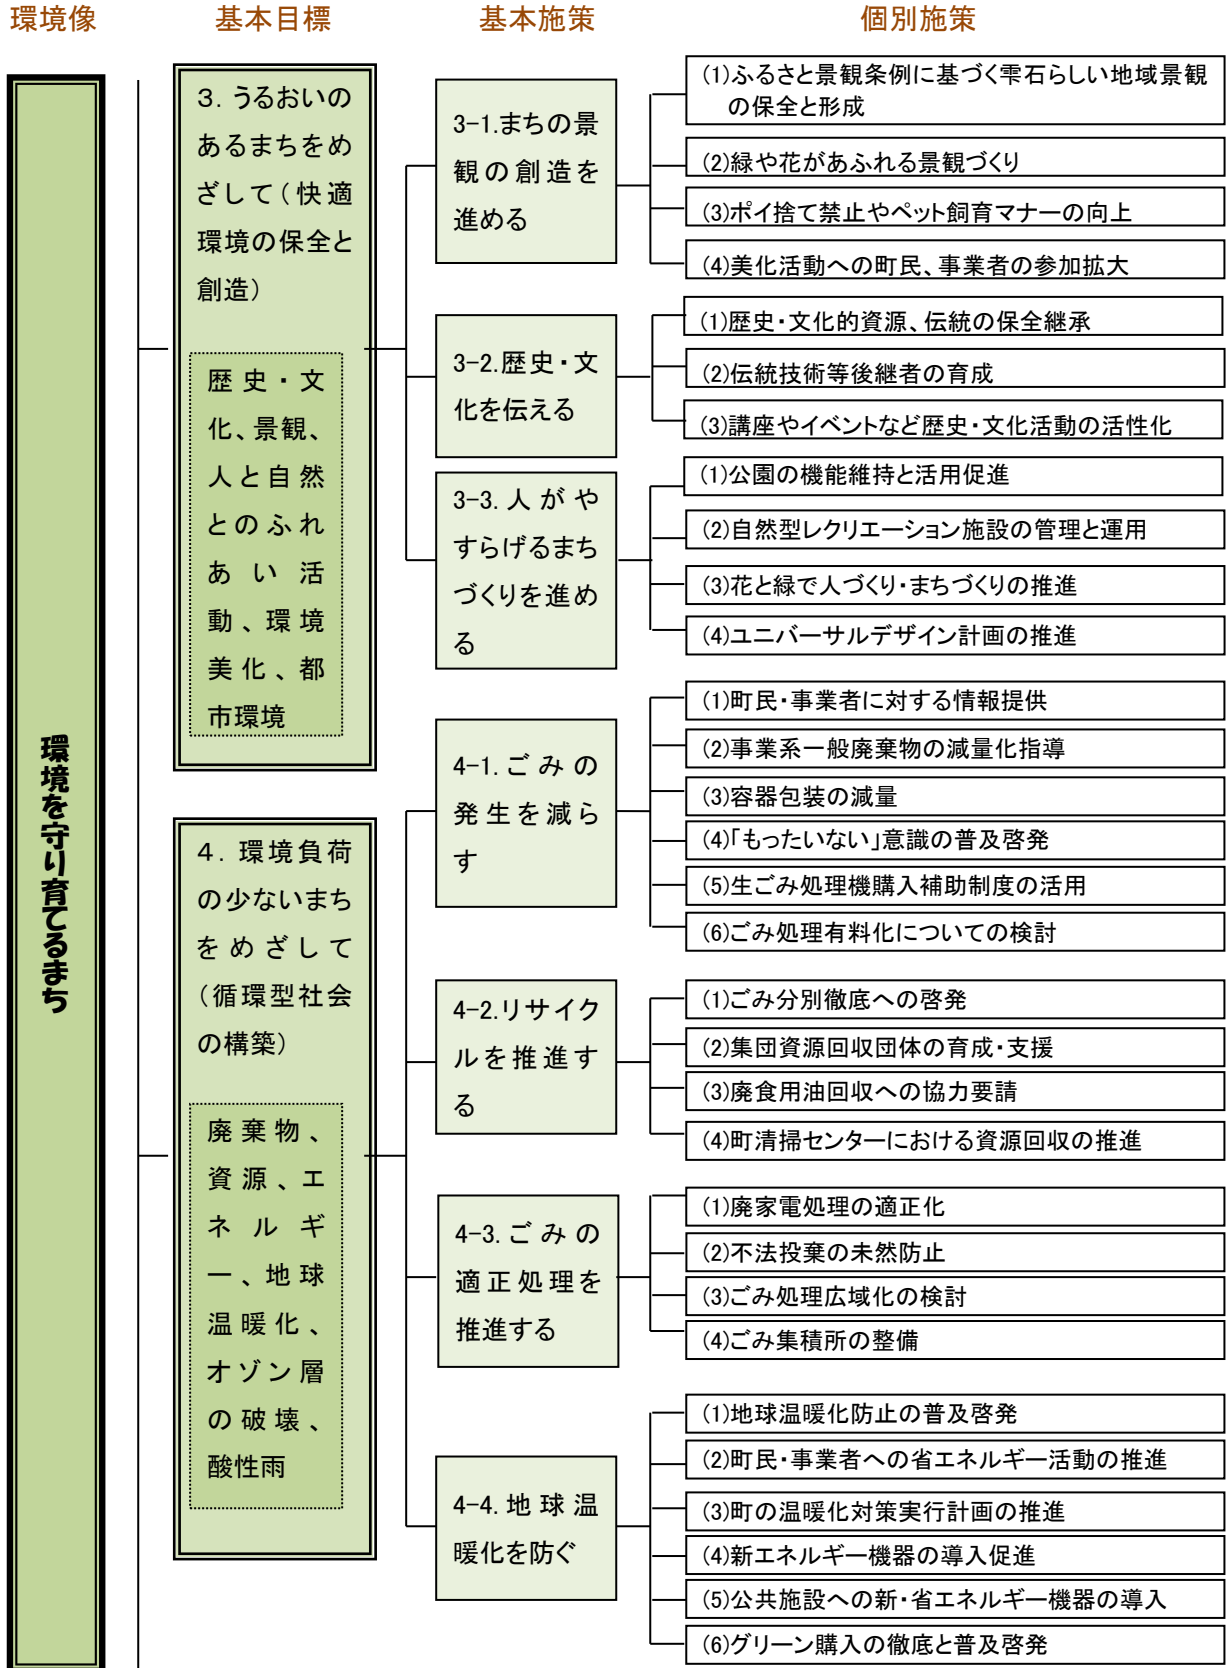 環境像
基本目標
基本施策
個別施策
環境を守り育てるまち
3．うるおいの
あるまちをめ
ざして（快適
環境の保全と
創造）
歴史・文
化、景観、
人と自然
とのふれ
あい活
動、環境
美化、都
市環境
3-1.まちの景
観の創造を
進める
(1)ふるさと景観条例に基づく雫石らしい地域景観
の保全と形成
(2)緑や花があふれる景観づくり
(3)ポイ捨て禁止やペット飼育マナーの向上
(4)美化活動への町民、事業者の参加拡大
3-2.歴史・文
化を伝える
(1)歴史・文化的資源、伝統の保全継承
(2)伝統技術等後継者の育成
(3)講座やイベントなど歴史・文化活動の活性化
3-3.人がや
すらげるまち
づくりを進め
る
(1)公園の機能維持と活用促進
(2)自然型レクリエーション施設の管理と運用
(3)花と緑で人づくり・まちづくりの推進
(4)ユニバーサルデザイン計画の推進
4．環境負荷
の少ないまち
をめざして
（循環型社会
の構築）
廃棄物、
資源、エ
ネルギ
ー、地球
温暖化、
オゾン層
の破壊、
酸性雨
4-1.ごみの
発生を減ら
す
(1)町民・事業者に対する情報提供
(2)事業系一般廃棄物の減量化指導
(3)容器包装の減量
(4)「もったいない」意識の普及啓発
(5)生ごみ処理機購入補助制度の活用
(6)ごみ処理有料化についての検討
4-2.リサイク
ルを推進す
る
(1)ごみ分別徹底への啓発
(2)集団資源回収団体の育成・支援
(3)廃食用油回収への協力要請
(4)町清掃センターにおける資源回収の推進
4-3.ごみの
適正処理を
推進する
(1)廃家電処理の適正化
(2)不法投棄の未然防止
(3)ごみ処理広域化の検討
(4)ごみ集積所の整備
4-4.地球温
暖化を防ぐ
(1)地球温暖化防止の普及啓発
(2)町民・事業者への省エネルギー活動の推進
(3)町の温暖化対策実行計画の推進
(4)新エネルギー機器の導入促進
(5)公共施設への新・省エネルギー機器の導入
(6)グリーン購入の徹底と普及啓発